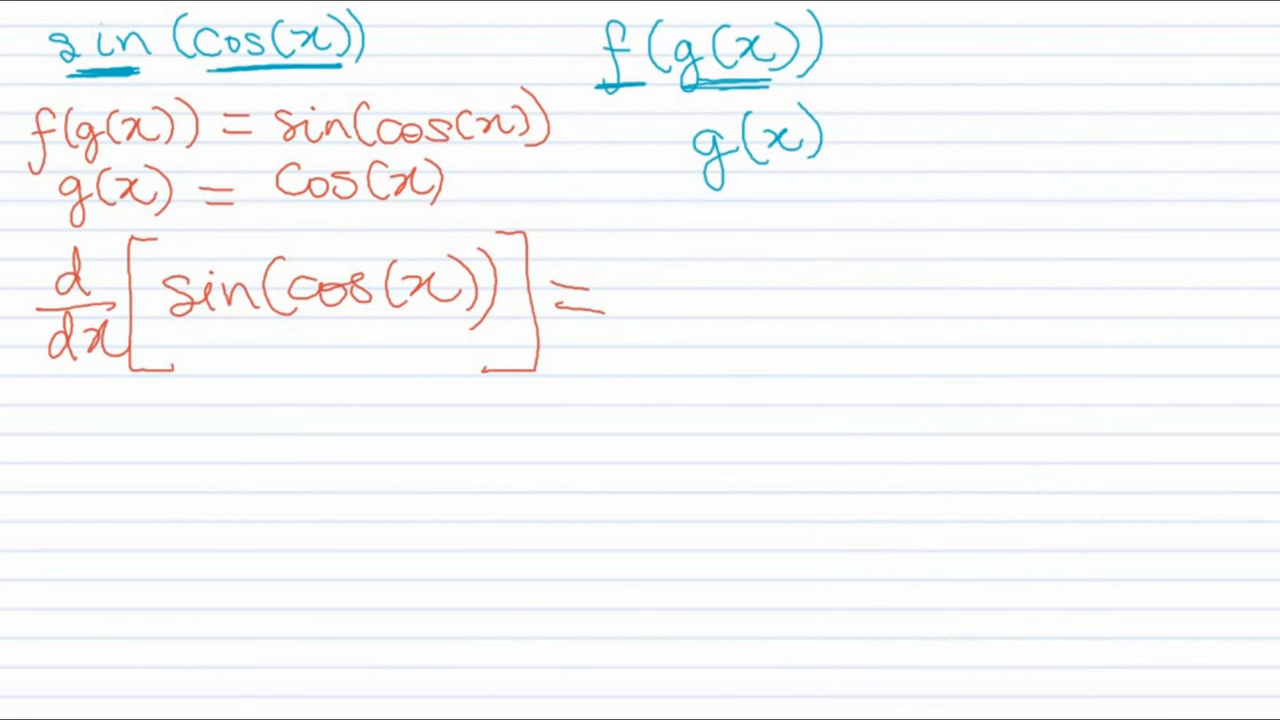 sin (cos(x))
f(g(x))
f(g(x)) = sin(cos(x))
g(x)
g(x) = cos(x)
d/dx [sin(cos(x))] =